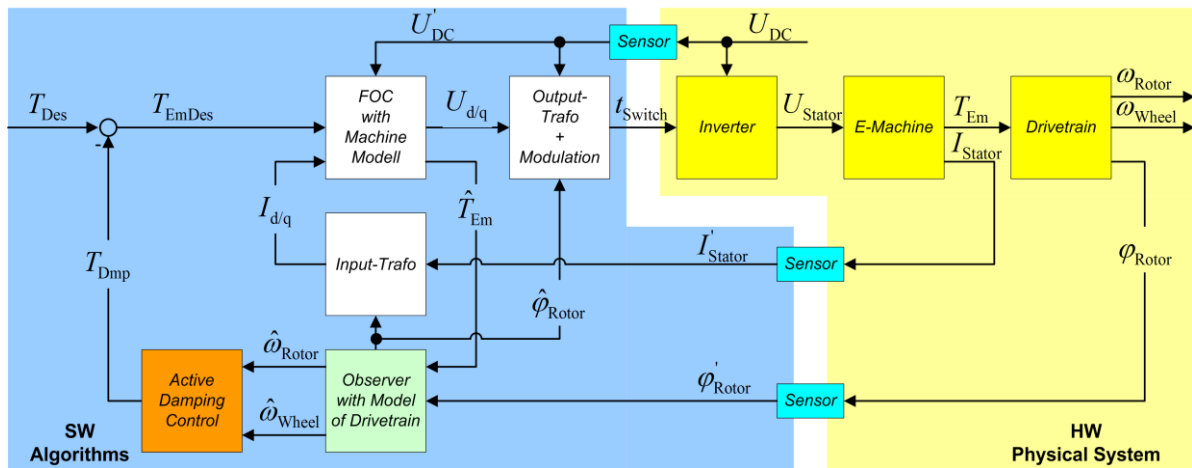 U'DC
Sensor
UDC
TDes
-
TEmDes
FOC
with
Machine
Modell
Ud/q
Output-
Trafo
+
Modulation
tSwitch
Inverter
UStator
E-Machine
TEm
IStator
Drivetrain
ωRotor
ωWheel
Id/q
T̂Em
TDmp
Input-Trafo
φ̂Rotor
I'Stator
Sensor
φRotor
Active
Damping
Control
ω̂Rotor
ω̂Wheel
Observer
with Model
of Drivetrain
φ'Rotor
Sensor
SW
Algorithms
HW
Physical System